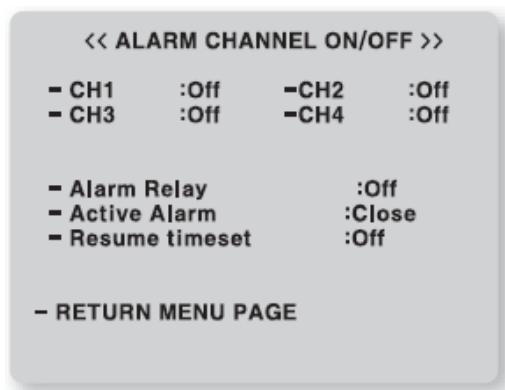 << ALARM CHANNEL ON/OFF >>
- CH1 :Off -CH2 :Off
- CH3 :Off -CH4 :Off
- Alarm Relay :Off
- Active Alarm :Close
- Resume timeset :Off
- RETURN MENU PAGE